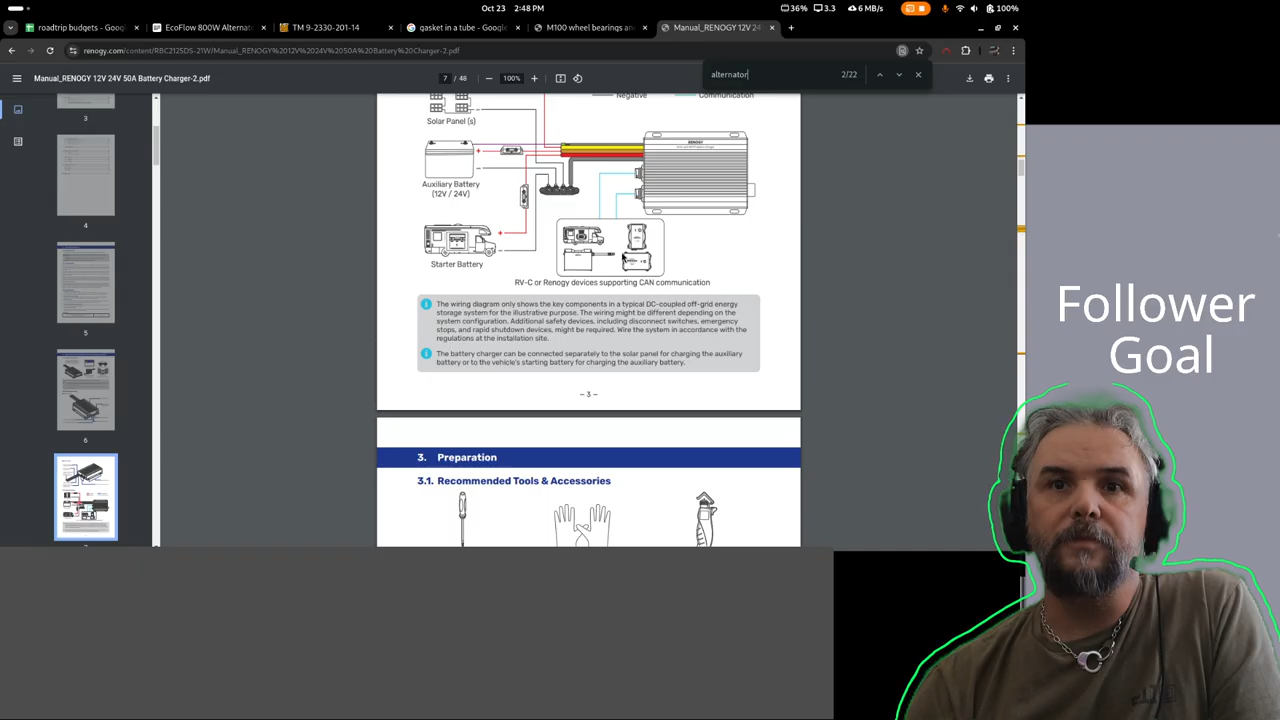 Oct 23 2:48 PM
36% 3.3 6 MB/s 100%
roadtrip budgets - Goog
EcoFlow 800W Alternat
TM 9-2330-201-14
gasket in a tube - Google
M100 wheel bearings and
Manual_RENOGY 12V 24
renogy.com/content/RBC2125DS-21W/Manual_RENOGY%2012V%2024V%2050A%20Battery%20Charger-2.pdf
alternator 2/22
Manual_RENOGY 12V 24V 50A Battery Charger-2.pdf
7 / 48
100%
3
4
5
6
Negative
Communication
Solar Panel (s)
RENOGY
Auxiliary Battery
(12V / 24V)
Starter Battery
RV-C or Renogy devices supporting CAN communication
The wiring diagram only shows the key components in a typical DC-coupled off-grid energy
storage system for the illustrative purpose. The wiring might be different depending on the
system configuration. Additional safety devices, including disconnect switches, emergency
stops, and rapid shutdown devices, might be required. Wire the system in accordance with the
regulations at the installation site.
The battery charger can be connected separately to the solar panel for charging the auxiliary
battery or to the vehicle's starting battery for charging the auxiliary battery.
— 3 —
3. Preparation
3.1. Recommended Tools & Accessories
Follower
Goal